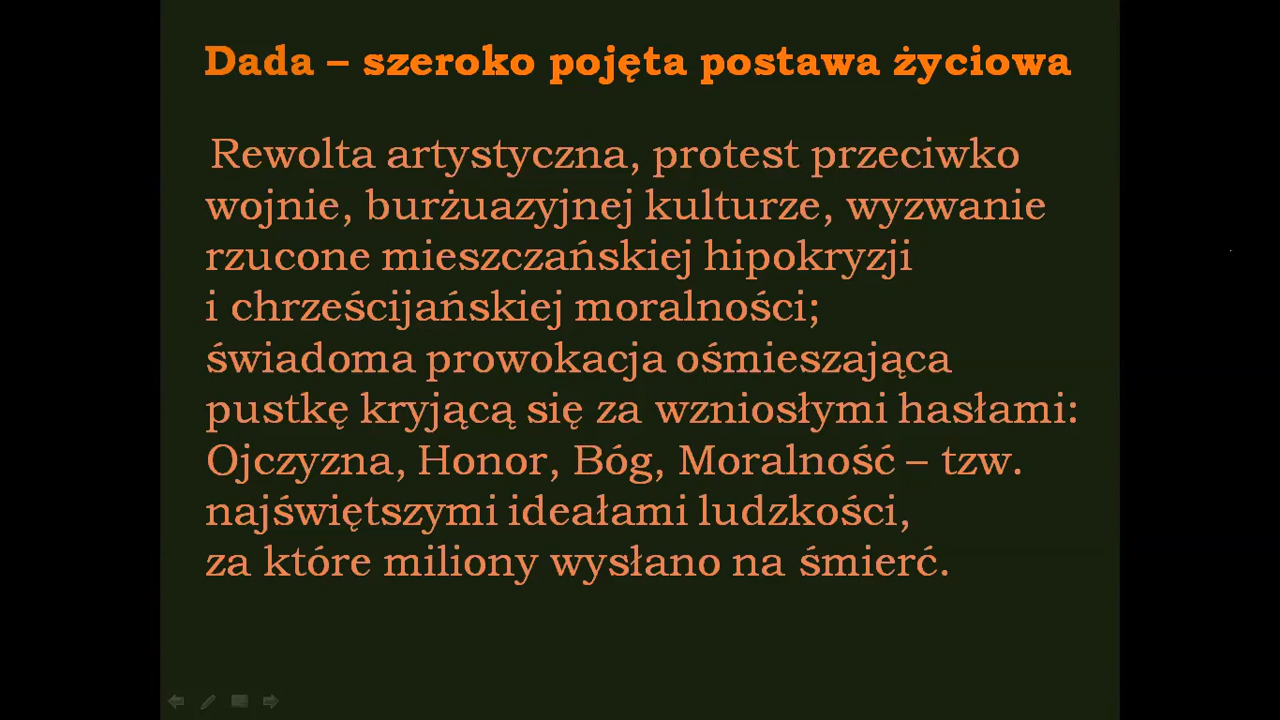 Dada – szeroko pojęta postawa życiowa
Rewolta artystyczna, protest przeciwko
wojnie, burżuazyjnej kulturze, wyzwanie
rzucone mieszczańskiej hipokryzji
i chrześcijańskiej moralności;
świadoma prowokacja ośmieszająca
pustkę kryjącą się za wzniosłymi hasłami:
Ojczyzna, Honor, Bóg, Moralność – tzw.
najświętszymi ideałami ludzkości,
za które miliony wysłano na śmierć.